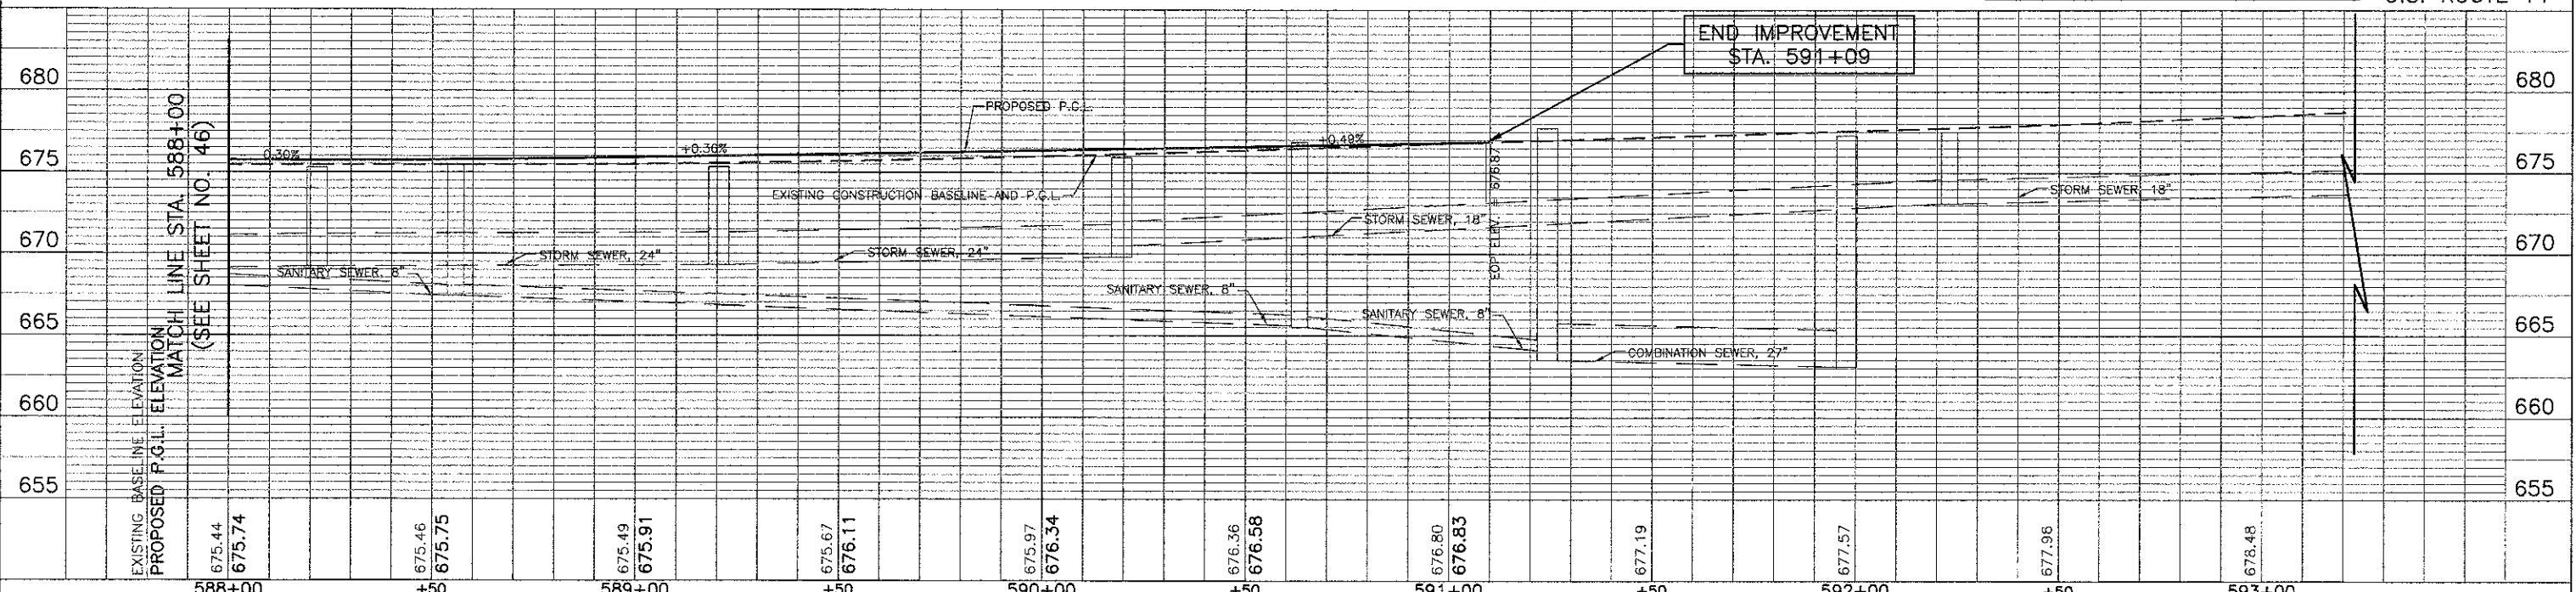 U.S. ROUTE 14
END IMPROVEMENT
STA. 591+09
680
680
PROPOSED P.G.L.
0.30%
+0.36%
+0.49%
675
675
MATCH LINE STA. 588+00
(SEE SHEET NO. 46)
EXISTING CONSTRUCTION BASELINE AND P.G.L.
EOP ELEV. = 676.87
STORM SEWER, 18"
STORM SEWER, 18"
670
670
STORM SEWER, 24"
STORM SEWER, 24"
SANITARY SEWER, 8"
SANITARY SEWER, 8"
SANITARY SEWER, 8"
665
665
COMBINATION SEWER, 27"
660
660
655
655
EXISTING BASELINE ELEVATION
PROPOSED P.G.L. ELEVATION
675.44
675.74
675.46
675.75
675.49
675.91
675.67
676.11
675.97
676.34
676.36
676.58
676.80
676.83
677.19
677.57
677.98
678.48
588+00
+50
589+00
+50
590+00
+50
591+00
+50
592+00
+50
593+00